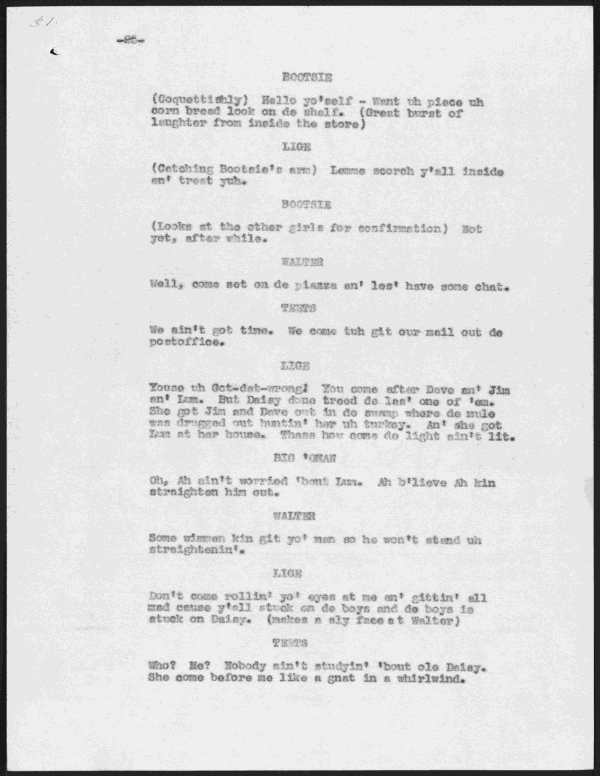 51
-25-
BOOTSIE
(Coquettishly) Hello yo'self - Want uh piece uh
corn bread look on de shelf. (Great burst of
laughter from inside the store)
LIGE
(Catching Bootsie's arm) Lemme scorch y'all inside
an' treat yuh.
BOOTSIE
(Looks at the other girls for confirmation) Not
yet, after while.
WALTER
Well, come set on de piazza an' les' have some chat.
TEETS
We ain't got time. We come tuh git our mail out de
postoffice.
LIGE
Youse uh Got-dat-wrong! You come after Dave an' Jim
an' Lum. But Daisy done treed de las' one of 'em.
She got Jim and Dave out in de swamp where de mule
was drugged out huntin' her uh turkey. An' she got
Lum at her house. Thass how come de light ain't lit.
BIG 'OMAN
Oh, Ah ain't worried 'bout Lum. Ah b'lieve Ah kin
straighten him out.
WALTER
Some wimmen kin git yo' man so he won't stand uh
straightenin'.
LIGE
Don't come rollin' yo' eyes at me an' gittin' all
mad cause y'all stuck on de boys and de boys is
stuck on Daisy. (makes a sly face at Walter)
TEETS
Who? Me? Nobody ain't studyin' 'bout ole Daisy.
She come before me like a gnat in a whirlwind.